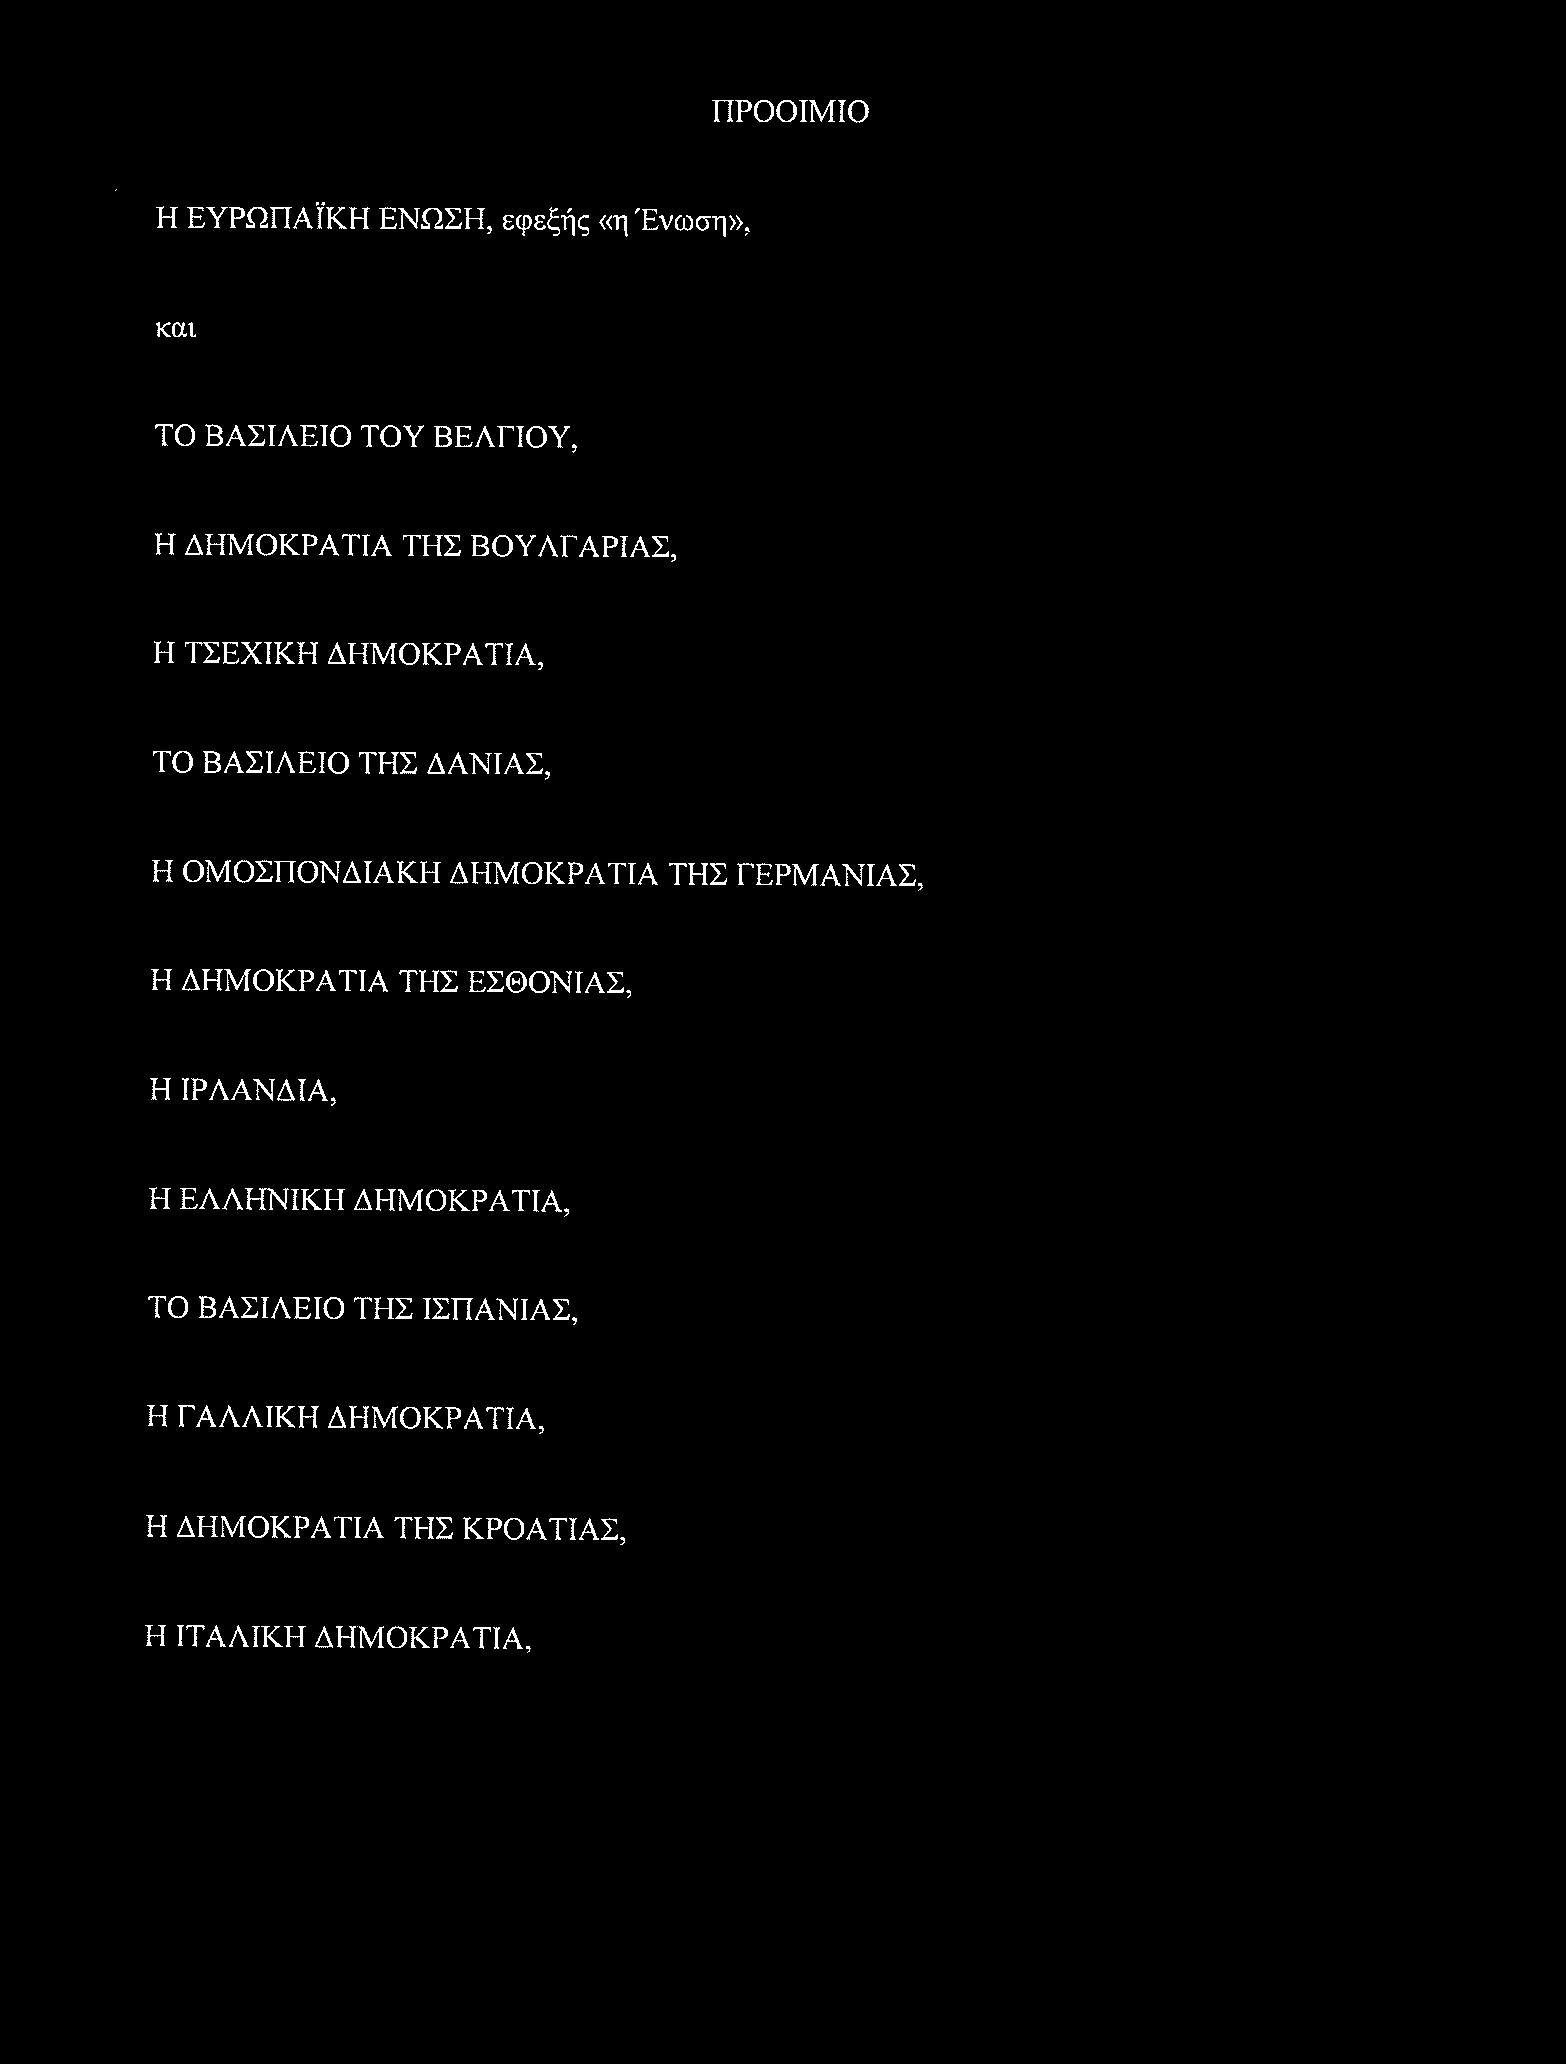 ΠΡΟΟΙΜΙΟ
Η ΕΥΡΩΠΑΪΚΗ ΕΝΩΣΗ, εφεξής «η Ένωση»,
και
ΤΟ ΒΑΣΙΛΕΙΟ ΤΟΥ ΒΕΛΓΙΟΥ,
Η ΔΗΜΟΚΡΑΤΙΑ ΤΗΣ ΒΟΥΛΓΑΡΙΑΣ,
Η ΤΣΕΧΙΚΗ ΔΗΜΟΚΡΑΤΙΑ,
ΤΟ ΒΑΣΙΛΕΙΟ ΤΗΣ ΔΑΝΙΑΣ,
Η ΟΜΟΣΠΟΝΔΙΑΚΗ ΔΗΜΟΚΡΑΤΙΑ ΤΗΣ ΓΕΡΜΑΝΙΑΣ,
Η ΔΗΜΟΚΡΑΤΙΑ ΤΗΣ ΕΣΘΟΝΙΑΣ,
Η ΙΡΛΑΝΔΙΑ,
Η ΕΛΛΗΝΙΚΗ ΔΗΜΟΚΡΑΤΙΑ,
ΤΟ ΒΑΣΙΛΕΙΟ ΤΗΣ ΙΣΠΑΝΙΑΣ,
Η ΓΑΛΛΙΚΗ ΔΗΜΟΚΡΑΤΙΑ,
Η ΔΗΜΟΚΡΑΤΙΑ ΤΗΣ ΚΡΟΑΤΙΑΣ,
Η ΙΤΑΛΙΚΗ ΔΗΜΟΚΡΑΤΙΑ,